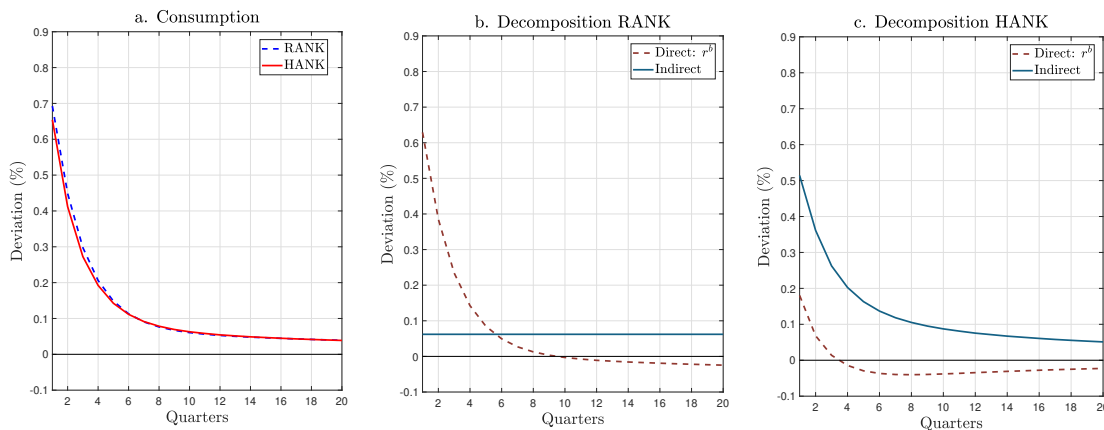 a. Consumption
RANK
HANK
Deviation (%)
0.9
0.8
0.7
0.6
0.5
0.4
0.3
0.2
0.1
0
-0.1
2 4 6 8 10 12 14 16 18 20
Quarters
b. Decomposition RANK
Direct: r^b
Indirect
Deviation (%)
0.9
0.8
0.7
0.6
0.5
0.4
0.3
0.2
0.1
0
-0.1
2 4 6 8 10 12 14 16 18 20
Quarters
c. Decomposition HANK
Direct: r^b
Indirect
Deviation (%)
0.9
0.8
0.7
0.6
0.5
0.4
0.3
0.2
0.1
0
-0.1
2 4 6 8 10 12 14 16 18 20
Quarters